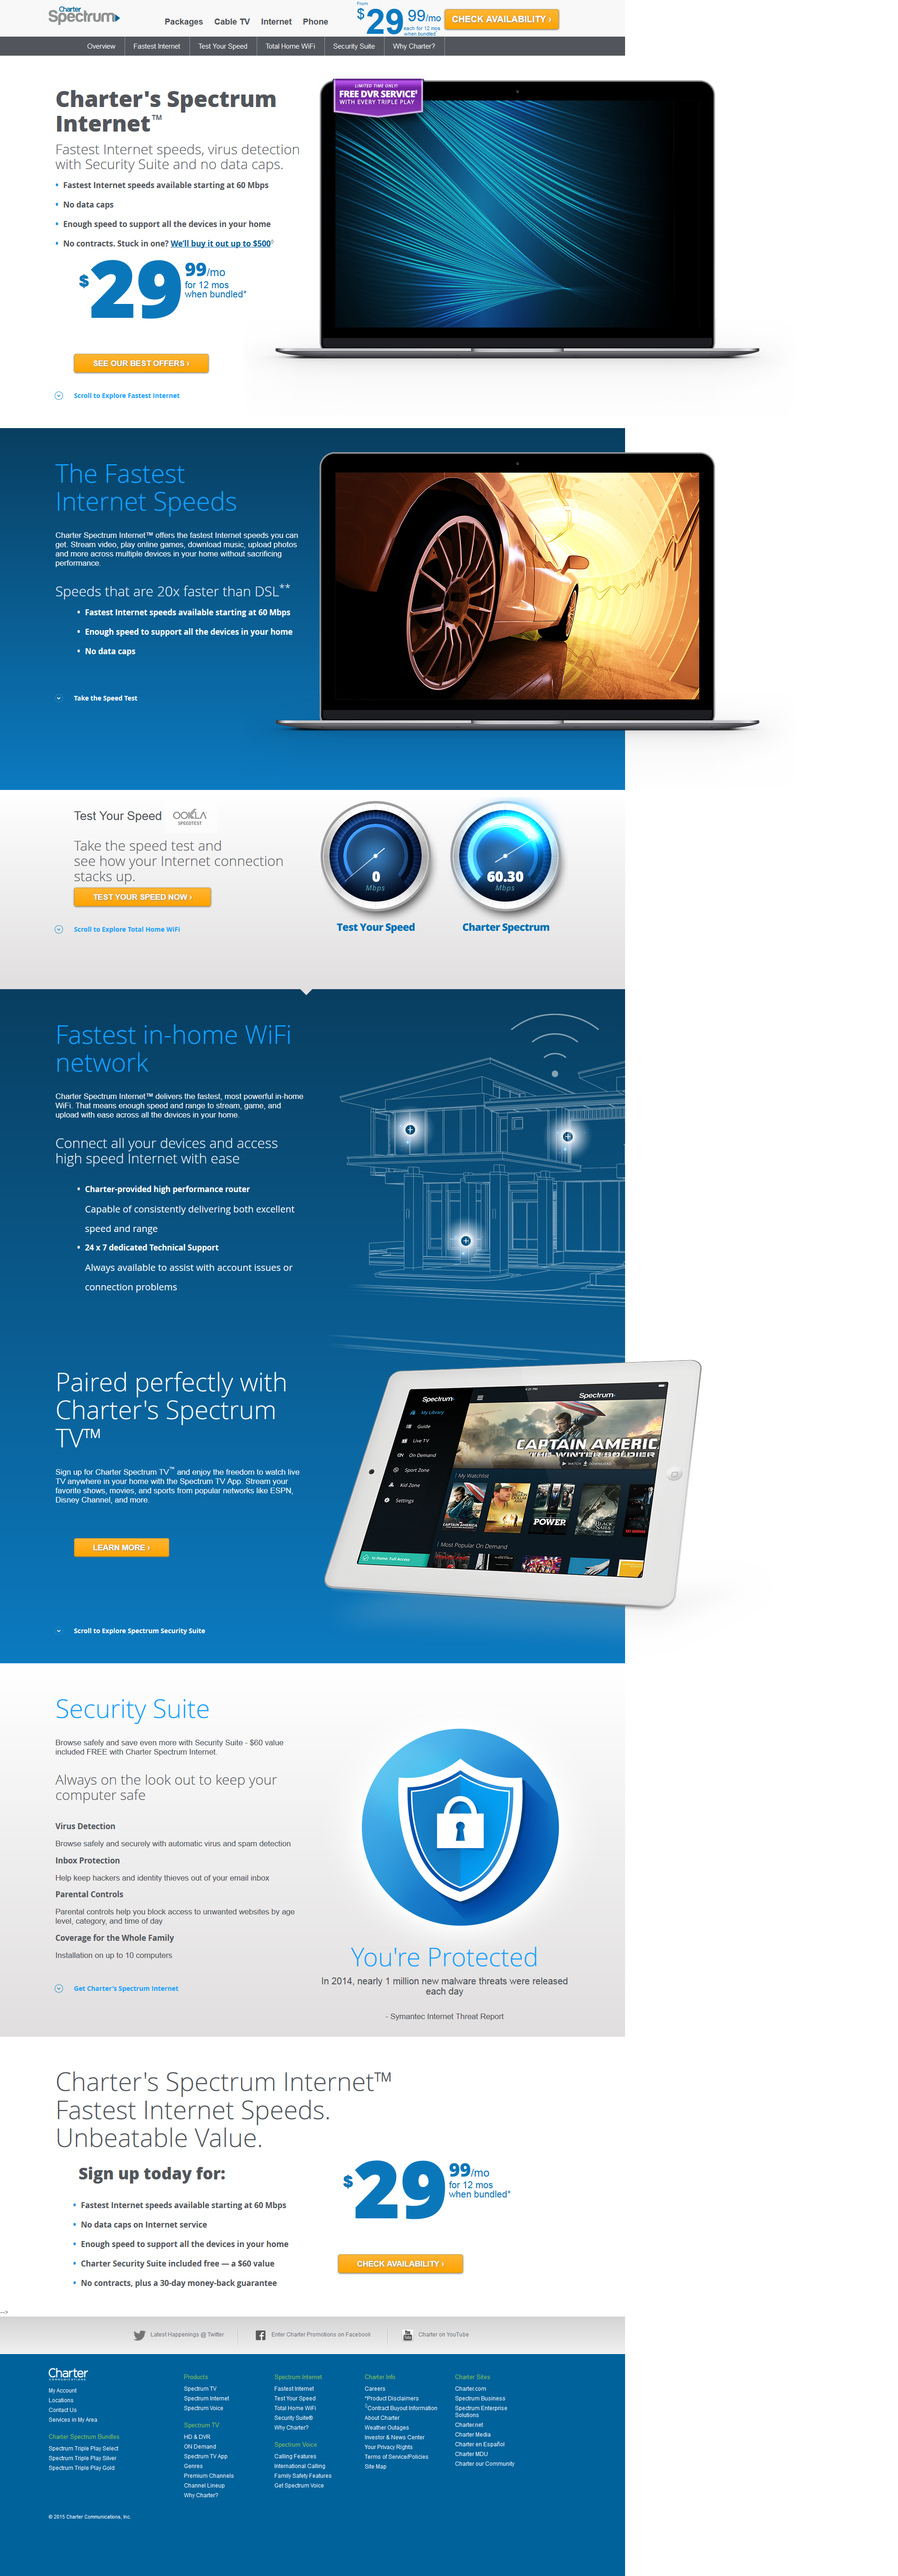 Charter
Spectrum
Packages Cable TV Internet Phone
From
$29 99/mo
each for 12 mos
when bundled
CHECK AVAILABILITY ›
Overview Fastest Internet Test Your Speed Total Home WiFi Security Suite Why Charter?
Charter's Spectrum
Internet™
Fastest Internet speeds, virus detection
with Security Suite and no data caps.
• Fastest Internet speeds available starting at 60 Mbps
• No data caps
• Enough speed to support all the devices in your home
• No contracts. Stuck in one? We'll buy it out up to $500◊
$29 99/mo
for 12 mos
when bundled*
SEE OUR BEST OFFERS ›
Scroll to Explore Fastest Internet
LIMITED TIME ONLY!
FREE DVR SERVICE‡
WITH EVERY TRIPLE PLAY
The Fastest
Internet Speeds
Charter Spectrum Internet™ offers the fastest Internet speeds you can
get. Stream video, play online games, download music, upload photos
and more across multiple devices in your home without sacrificing
performance.
Speeds that are 20x faster than DSL**
• Fastest Internet speeds available starting at 60 Mbps
• Enough speed to support all the devices in your home
• No data caps
Take the Speed Test
Test Your Speed OOKLA
SPEEDTEST
Take the speed test and
see how your Internet connection
stacks up.
TEST YOUR SPEED NOW ›
Scroll to Explore Total Home WiFi
0
Mbps
Test Your Speed
60.30
Mbps
Charter Spectrum
Fastest in-home WiFi
network
Charter Spectrum Internet™ delivers the fastest, most powerful in-home
WiFi. That means enough speed and range to stream, game, and
upload with ease across all the devices in your home.
Connect all your devices and access
high speed Internet with ease
• Charter-provided high performance router
Capable of consistently delivering both excellent
speed and range
• 24 x 7 dedicated Technical Support
Always available to assist with account issues or
connection problems
Paired perfectly with
Charter's Spectrum
TV™
Sign up for Charter Spectrum TV™ and enjoy the freedom to watch live
TV anywhere in your home with the Spectrum TV App. Stream your
favorite shows, movies, and sports from popular networks like ESPN,
Disney Channel, and more.
LEARN MORE ›
Scroll to Explore Spectrum Security Suite
4:21 PM
Spectrum
Spectrum
My Library
Guide
Live TV
On Demand
Sport Zone
Kid Zone
Settings
In Home: Full Access
CAPTAIN AMERIC
THE WINTER SOLDIER
WATCH DOWNLOAD
My Watchlist
CAPTAIN AMERICA
POWER
BLACK SAILS
Most Popular On Demand
Security Suite
Browse safely and save even more with Security Suite - $60 value
included FREE with Charter Spectrum Internet.
Always on the look out to keep your
computer safe
Virus Detection
Browse safely and securely with automatic virus and spam detection
Inbox Protection
Help keep hackers and identity thieves out of your email inbox
Parental Controls
Parental controls help you block access to unwanted websites by age
level, category, and time of day
Coverage for the Whole Family
Installation on up to 10 computers
Get Charter's Spectrum Internet
You're Protected
In 2014, nearly 1 million new malware threats were released
each day
- Symantec Internet Threat Report
Charter's Spectrum Internet™
Fastest Internet Speeds.
Unbeatable Value.
Sign up today for:
• Fastest Internet speeds available starting at 60 Mbps
• No data caps on Internet service
• Enough speed to support all the devices in your home
• Charter Security Suite included free — a $60 value
• No contracts, plus a 30-day money-back guarantee
$29 99/mo
for 12 mos
when bundled*
CHECK AVAILABILITY ›
-->
Latest Happenings @ Twitter
Enter Charter Promotions on Facebook
You Tube
Charter on YouTube
Charter
COMMUNICATIONS
My Account
Locations
Contact Us
Services in My Area
Charter Spectrum Bundles
Spectrum Triple Play Select
Spectrum Triple Play Silver
Spectrum Triple Play Gold
Products
Spectrum TV
Spectrum Internet
Spectrum Voice
Spectrum TV
HD & DVR
ON Demand
Spectrum TV App
Genres
Premium Channels
Channel Lineup
Why Charter?
Spectrum Internet
Fastest Internet
Test Your Speed
Total Home WiFi
Security Suite®
Why Charter?
Spectrum Voice
Calling Features
International Calling
Family Safety Features
Get Spectrum Voice
Charter Info
Careers
*Product Disclaimers
◊Contract Buyout Information
About Charter
Weather Outages
Investor & News Center
Your Privacy Rights
Terms of Service/Policies
Site Map
Charter Sites
Charter.com
Spectrum Business
Spectrum Enterprise
Solutions
Charter.net
Charter Media
Charter en Español
Charter MDU
Charter our Community
© 2015 Charter Communications, Inc.